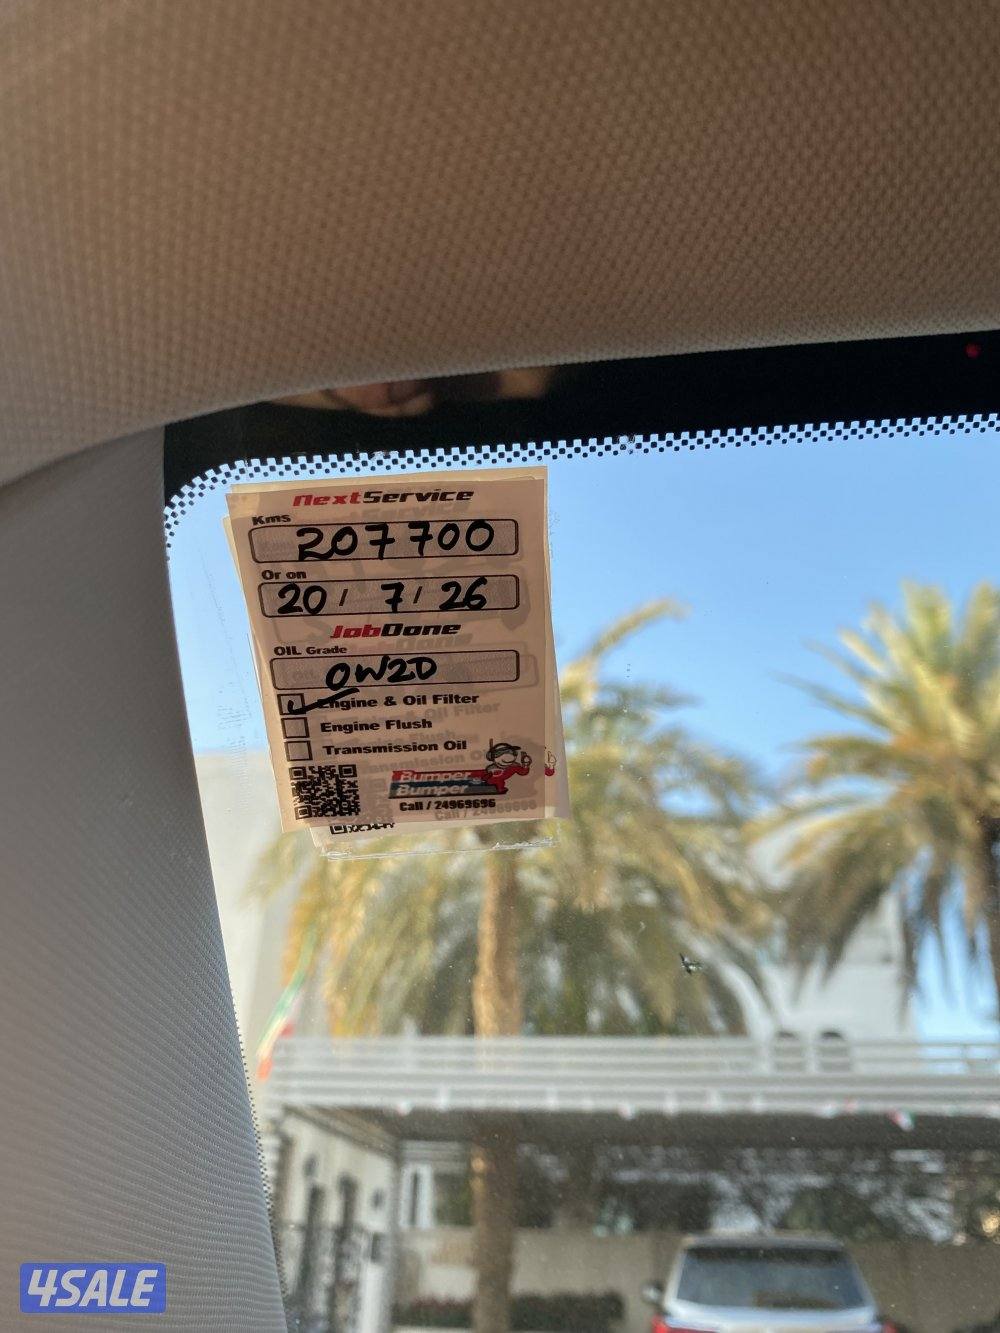 NextService
Kms
207700
Or on
20 / 7 / 26
JobDone
OIL Grade
0W20
Engine & Oil Filter
Engine Flush
Transmission Oil
Bumper
Bumper
Call / 24969696
4SALE